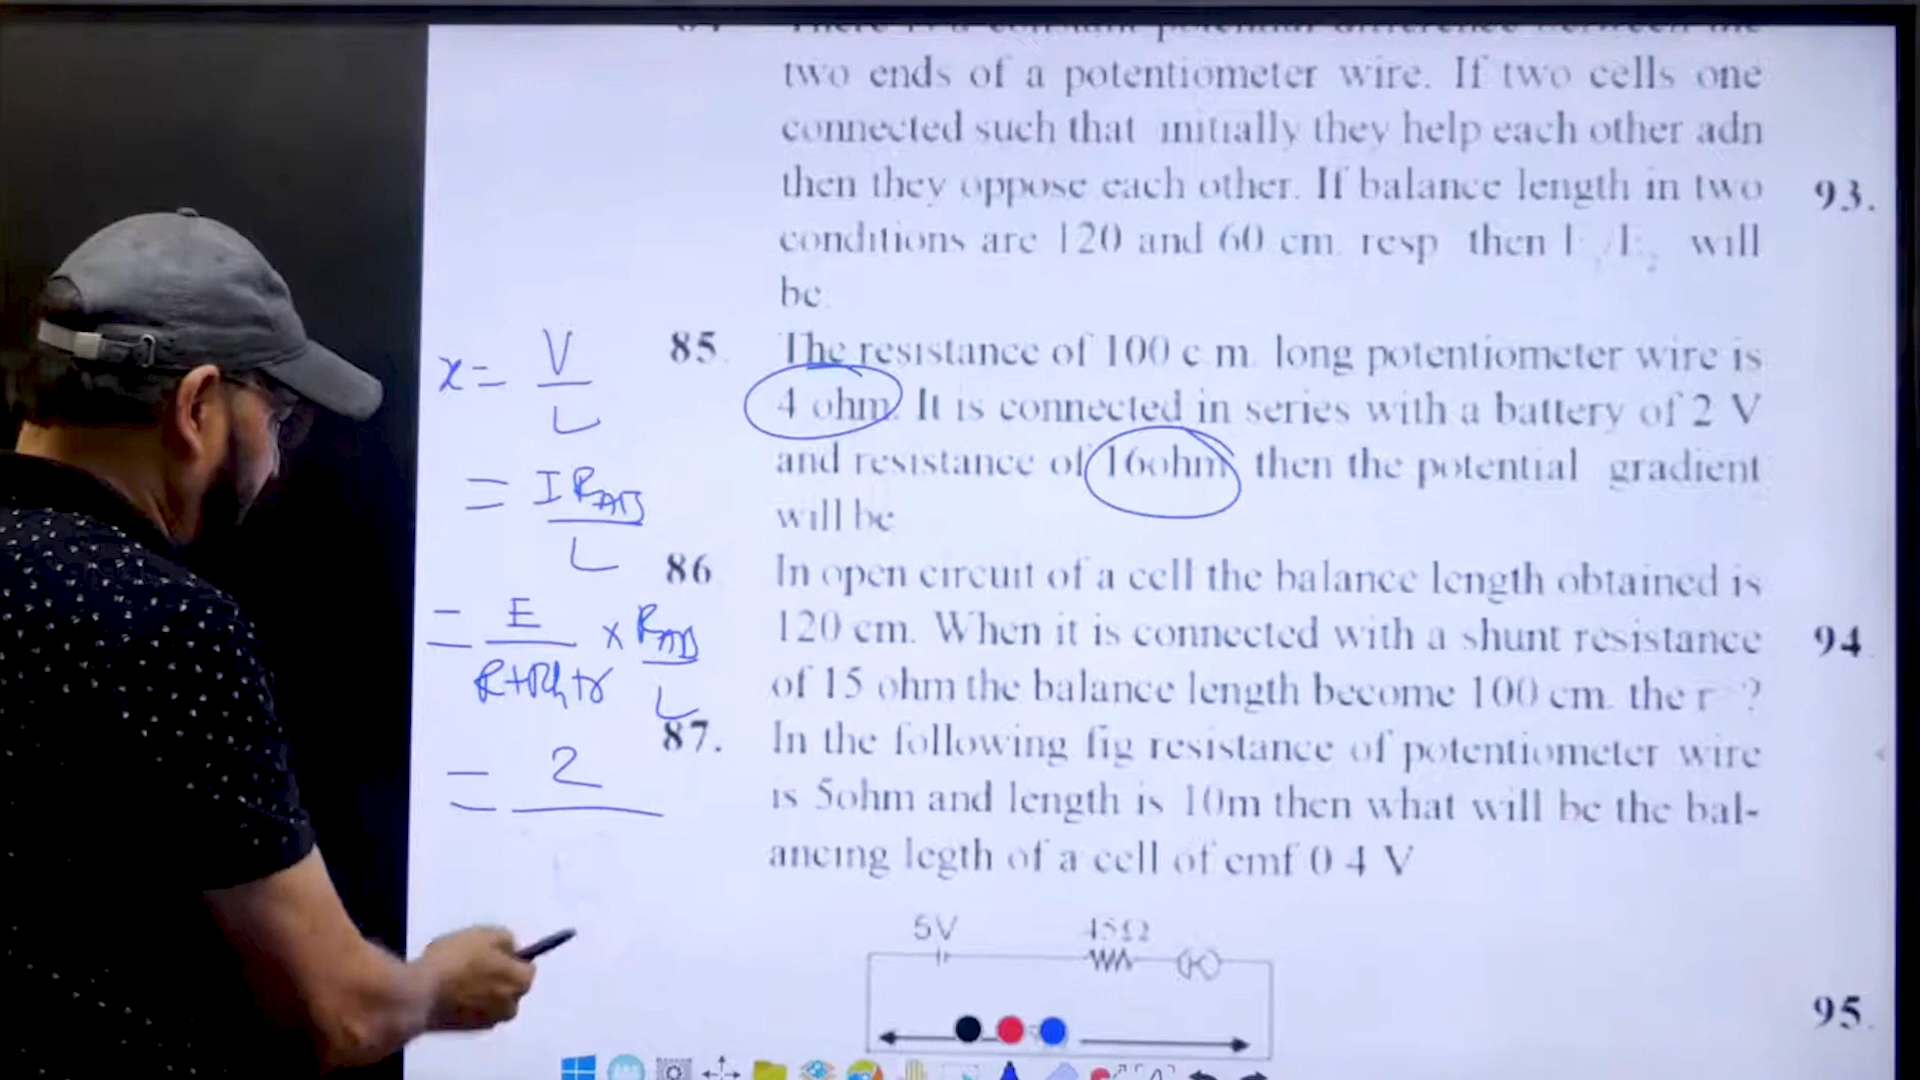 two ends of a potentiometer wire. If two cells one
connected such that initially they help each other adn
then they oppose each other. If balance length in two
conditions are 120 and 60 cm. resp then will
be
85. The resistance of 100 c m. long potentiometer wire is
4 ohm. It is connected in series with a battery of 2 V
and resistance of 16ohm then the potential gradient
will be
86 In open circuit of a cell the balance length obtained is
120 cm. When it is connected with a shunt resistance
of 15 ohm the balance length become 100 cm. the r ?
87. In the following fig resistance of potentiometer wire
is 5ohm and length is 10m then what will be the bal-
ancing legth of a cell of emf 0 4 V
5V 45Ω
(K)
x = V
L
= I R_AB
L
= E × R_AB
R+Rh+r L
= 2
93.
94
95.